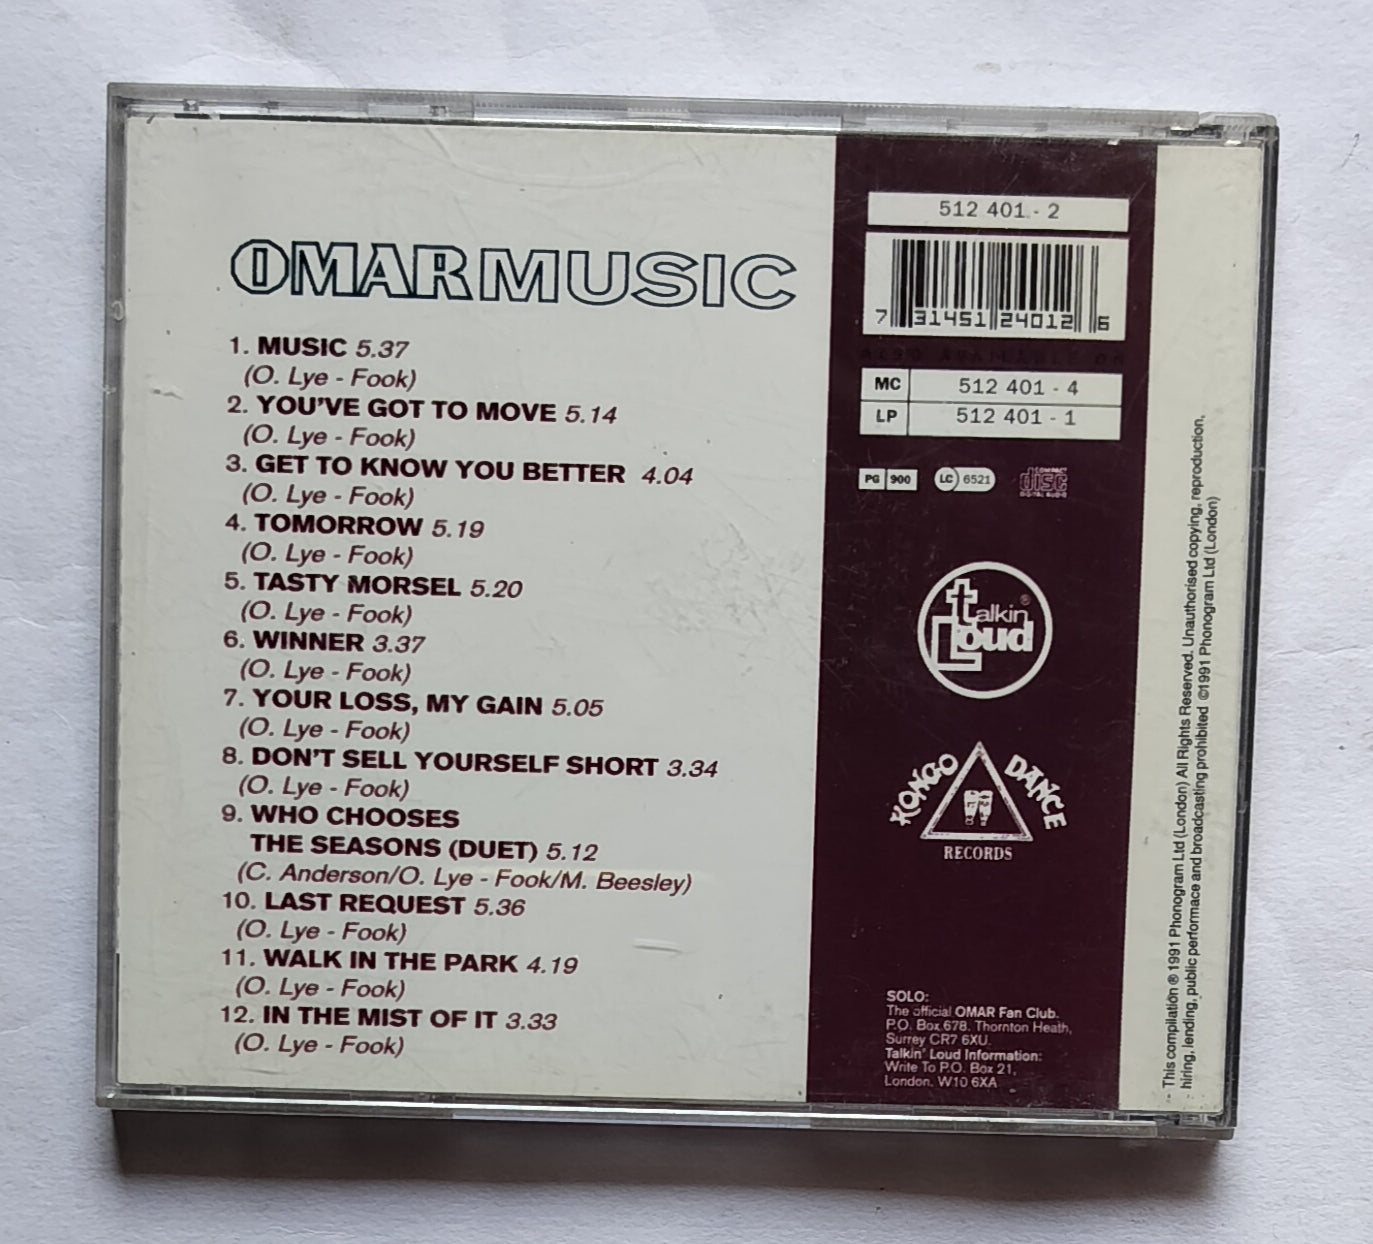 OMAR MUSIC
1. MUSIC 5.37
(O. Lye - Fook)
2. YOU'VE GOT TO MOVE 5.14
(O. Lye - Fook)
3. GET TO KNOW YOU BETTER 4.04
(O. Lye - Fook)
4. TOMORROW 5.19
(O. Lye - Fook)
5. TASTY MORSEL 5.20
(O. Lye - Fook)
6. WINNER 3.37
(O. Lye - Fook)
7. YOUR LOSS, MY GAIN 5.05
(O. Lye - Fook)
8. DON'T SELL YOURSELF SHORT 3.34
(O. Lye - Fook)
9. WHO CHOOSES
THE SEASONS (DUET) 5.12
(C. Anderson/O. Lye - Fook/M. Beesley)
10. LAST REQUEST 5.36
(O. Lye - Fook)
11. WALK IN THE PARK 4.19
(O. Lye - Fook)
12. IN THE MIST OF IT 3.33
(O. Lye - Fook)
512 401 - 2
7 31451 24012 6
MC 512 401 - 4
LP 512 401 - 1
PG 900 LC 6521 COMPACT disc DIGITAL AUDIO
talkin ®
Loud
KONGO DANCE
RECORDS
SOLO:
The official OMAR Fan Club.
P.O. Box 678. Thornton Heath,
Surrey CR7 6XU.
Talkin' Loud Information:
Write To P.O. Box 21,
London. W10 6XA
This compilation ℗ 1991 Phonogram Ltd (London) All Rights Reserved. Unauthorised copying, reproduction,
hiring, lending, public performace and broadcasting prohibited ©1991 Phonogram Ltd (London)